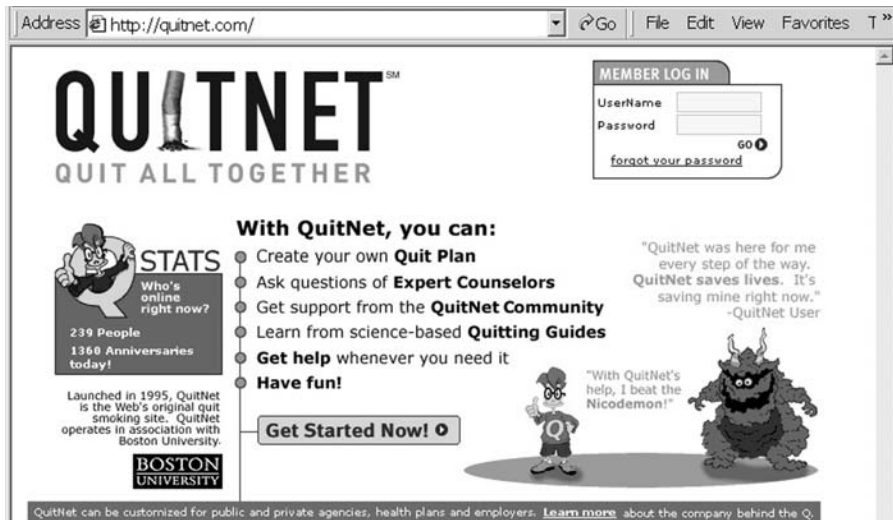 Address http://quitnet.com/ Go File Edit View Favorites T »
QUITNET SM
QUIT ALL TOGETHER
MEMBER LOG IN
UserName
Password
GO
forgot your password
STATS
Who's
online
right now?
239 People
1360 Anniversaries
today!
Launched in 1995, QuitNet
is the Web's original quit
smoking site. QuitNet
operates in association with
Boston University.
BOSTON
UNIVERSITY
With QuitNet, you can:
Create your own Quit Plan
Ask questions of Expert Counselors
Get support from the QuitNet Community
Learn from science-based Quitting Guides
Get help whenever you need it
Have fun!
Get Started Now!
"QuitNet was here for me
every step of the way.
QuitNet saves lives. It's
saving mine right now."
-QuitNet User
"With QuitNet's
help, I beat the
Nicodemon!"
Q
QuitNet can be customized for public and private agencies, health plans and employers. Learn more about the company behind the Q.